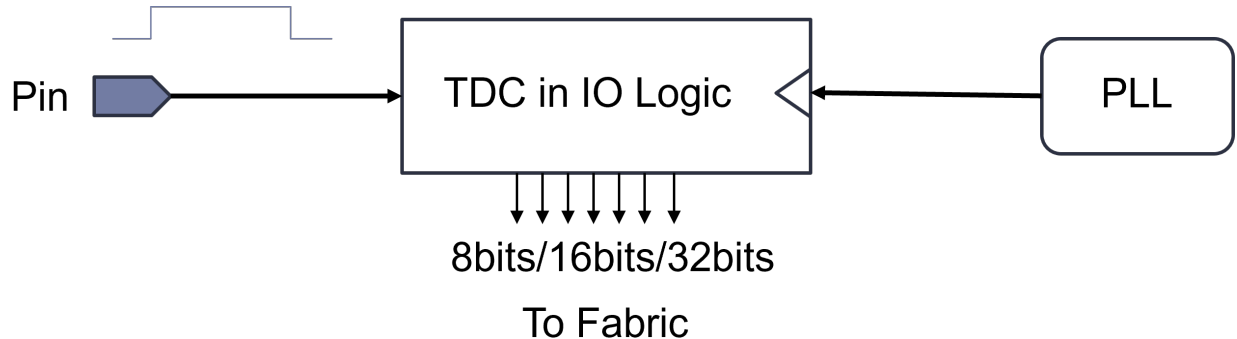 Pin
TDC in IO Logic
PLL
8bits/16bits/32bits
To Fabric